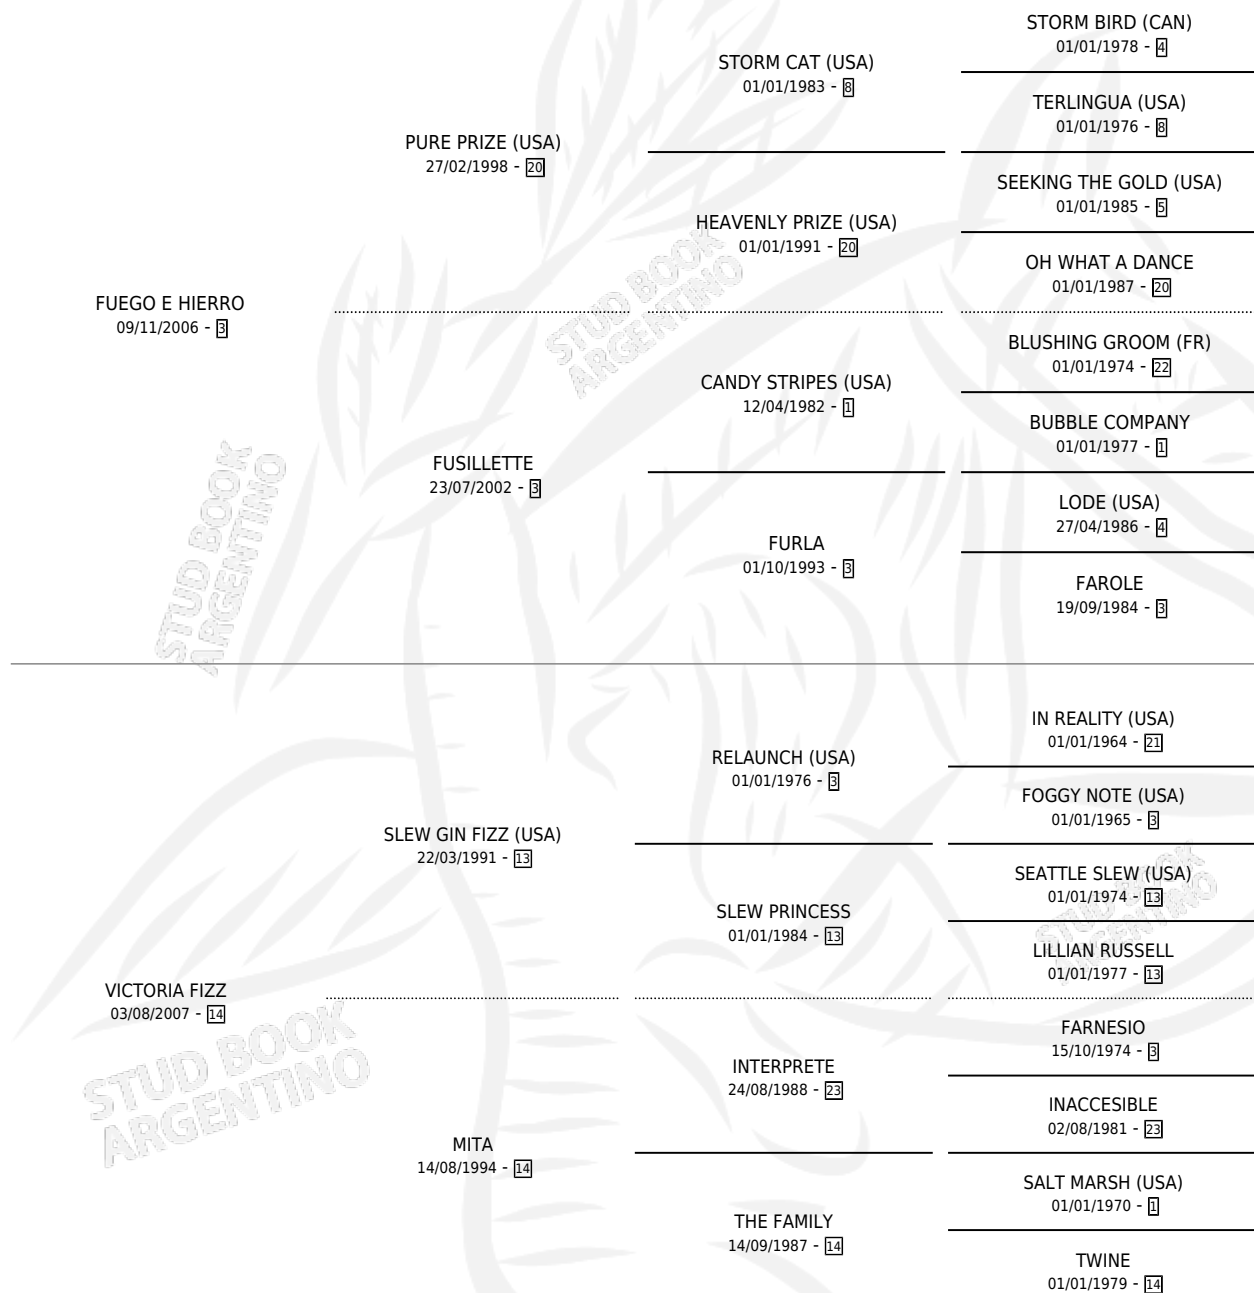 STORM BIRD (CAN)
01/01/1978 - 4
STORM CAT (USA)
01/01/1983 - 8
TERLINGUA (USA)
01/01/1976 - 8
PURE PRIZE (USA)
27/02/1998 - 20
SEEKING THE GOLD (USA)
01/01/1985 - 5
HEAVENLY PRIZE (USA)
01/01/1991 - 20
OH WHAT A DANCE
01/01/1987 - 20
FUEGO E HIERRO
09/11/2006 - 3
BLUSHING GROOM (FR)
01/01/1974 - 22
CANDY STRIPES (USA)
12/04/1982 - 1
BUBBLE COMPANY
01/01/1977 - 1
FUSILLETTE
23/07/2002 - 3
LODE (USA)
27/04/1986 - 4
FURLA
01/10/1993 - 3
FAROLE
19/09/1984 - 3
STUD BOOK
ARGENTINO
STUD BOOK
ARGENTINO
IN REALITY (USA)
01/01/1964 - 21
RELAUNCH (USA)
01/01/1976 - 3
FOGGY NOTE (USA)
01/01/1965 - 3
SLEW GIN FIZZ (USA)
22/03/1991 - 13
SEATTLE SLEW (USA)
01/01/1974 - 13
SLEW PRINCESS
01/01/1984 - 13
LILLIAN RUSSELL
01/01/1977 - 13
VICTORIA FIZZ
03/08/2007 - 14
FARNESIO
15/10/1974 - 3
INTERPRETE
24/08/1988 - 23
INACCESIBLE
02/08/1981 - 23
MITA
14/08/1994 - 14
SALT MARSH (USA)
01/01/1970 - 1
THE FAMILY
14/09/1987 - 14
TWINE
01/01/1979 - 14
STUD BOOK
ARGENTINO
STUD BOOK
ARGENTINO